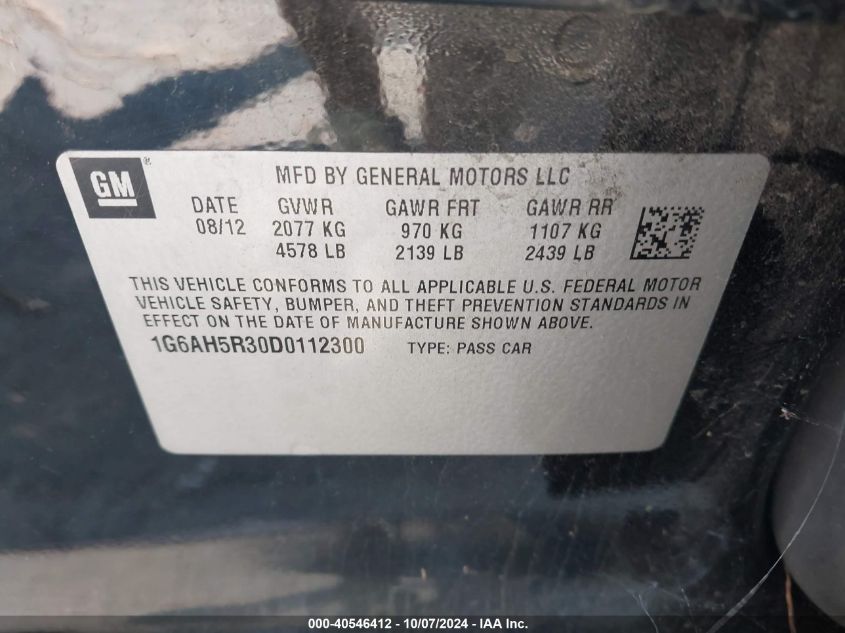 GM ®
MFD BY GENERAL MOTORS LLC
DATE GVWR GAWR FRT GAWR RR
08/12 2077 KG 970 KG 1107 KG
4578 LB 2139 LB 2439 LB
THIS VEHICLE CONFORMS TO ALL APPLICABLE U.S. FEDERAL MOTOR
VEHICLE SAFETY, BUMPER, AND THEFT PREVENTION STANDARDS IN
EFFECT ON THE DATE OF MANUFACTURE SHOWN ABOVE.
1G6AH5R30D0112300 TYPE: PASS CAR
000-40546412 - 10/07/2024 - IAA Inc.